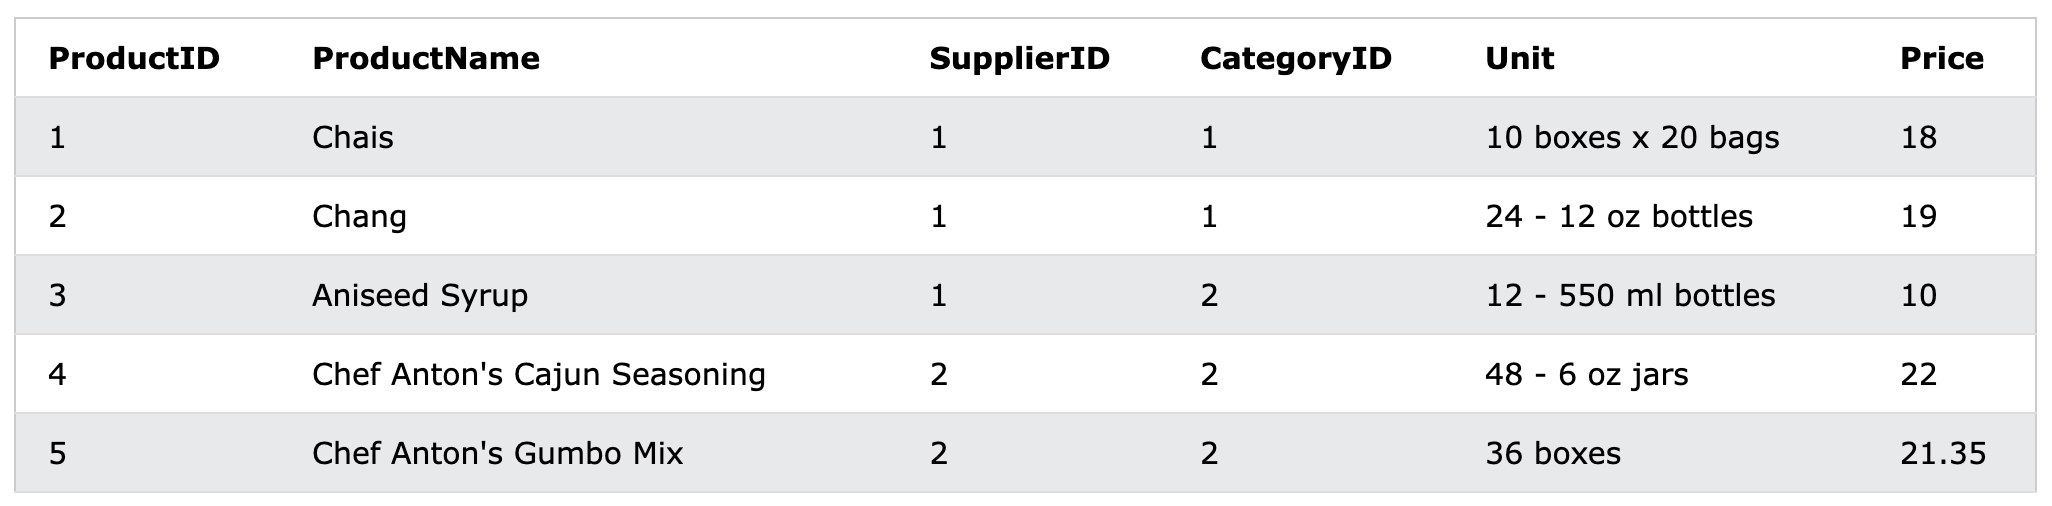 ProductID ProductName SupplierID CategoryID Unit Price
1 Chais 1 1 10 boxes x 20 bags 18
2 Chang 1 1 24 - 12 oz bottles 19
3 Aniseed Syrup 1 2 12 - 550 ml bottles 10
4 Chef Anton's Cajun Seasoning 2 2 48 - 6 oz jars 22
5 Chef Anton's Gumbo Mix 2 2 36 boxes 21.35